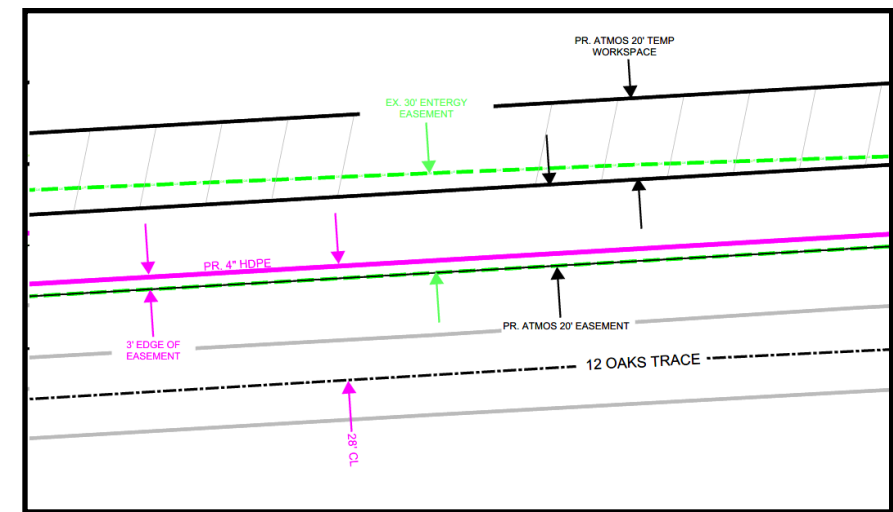 PR. ATMOS 20' TEMP
WORKSPACE
EX. 30' ENTERGY
EASEMENT
PR. 4" HDPE
PR. ATMOS 20' EASEMENT
3' EDGE OF
EASEMENT
12 OAKS TRACE
28' CL